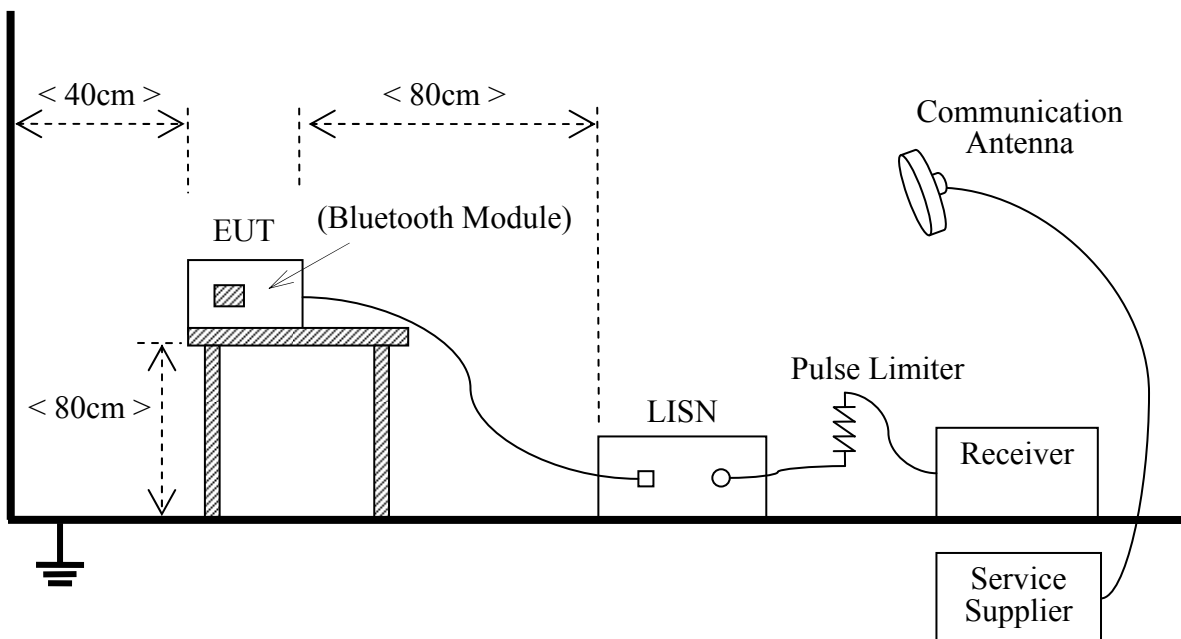 < 40cm >
< 80cm >
Communication
Antenna
(Bluetooth Module)
EUT
Pulse Limiter
< 80cm >
LISN
Receiver
Service
Supplier